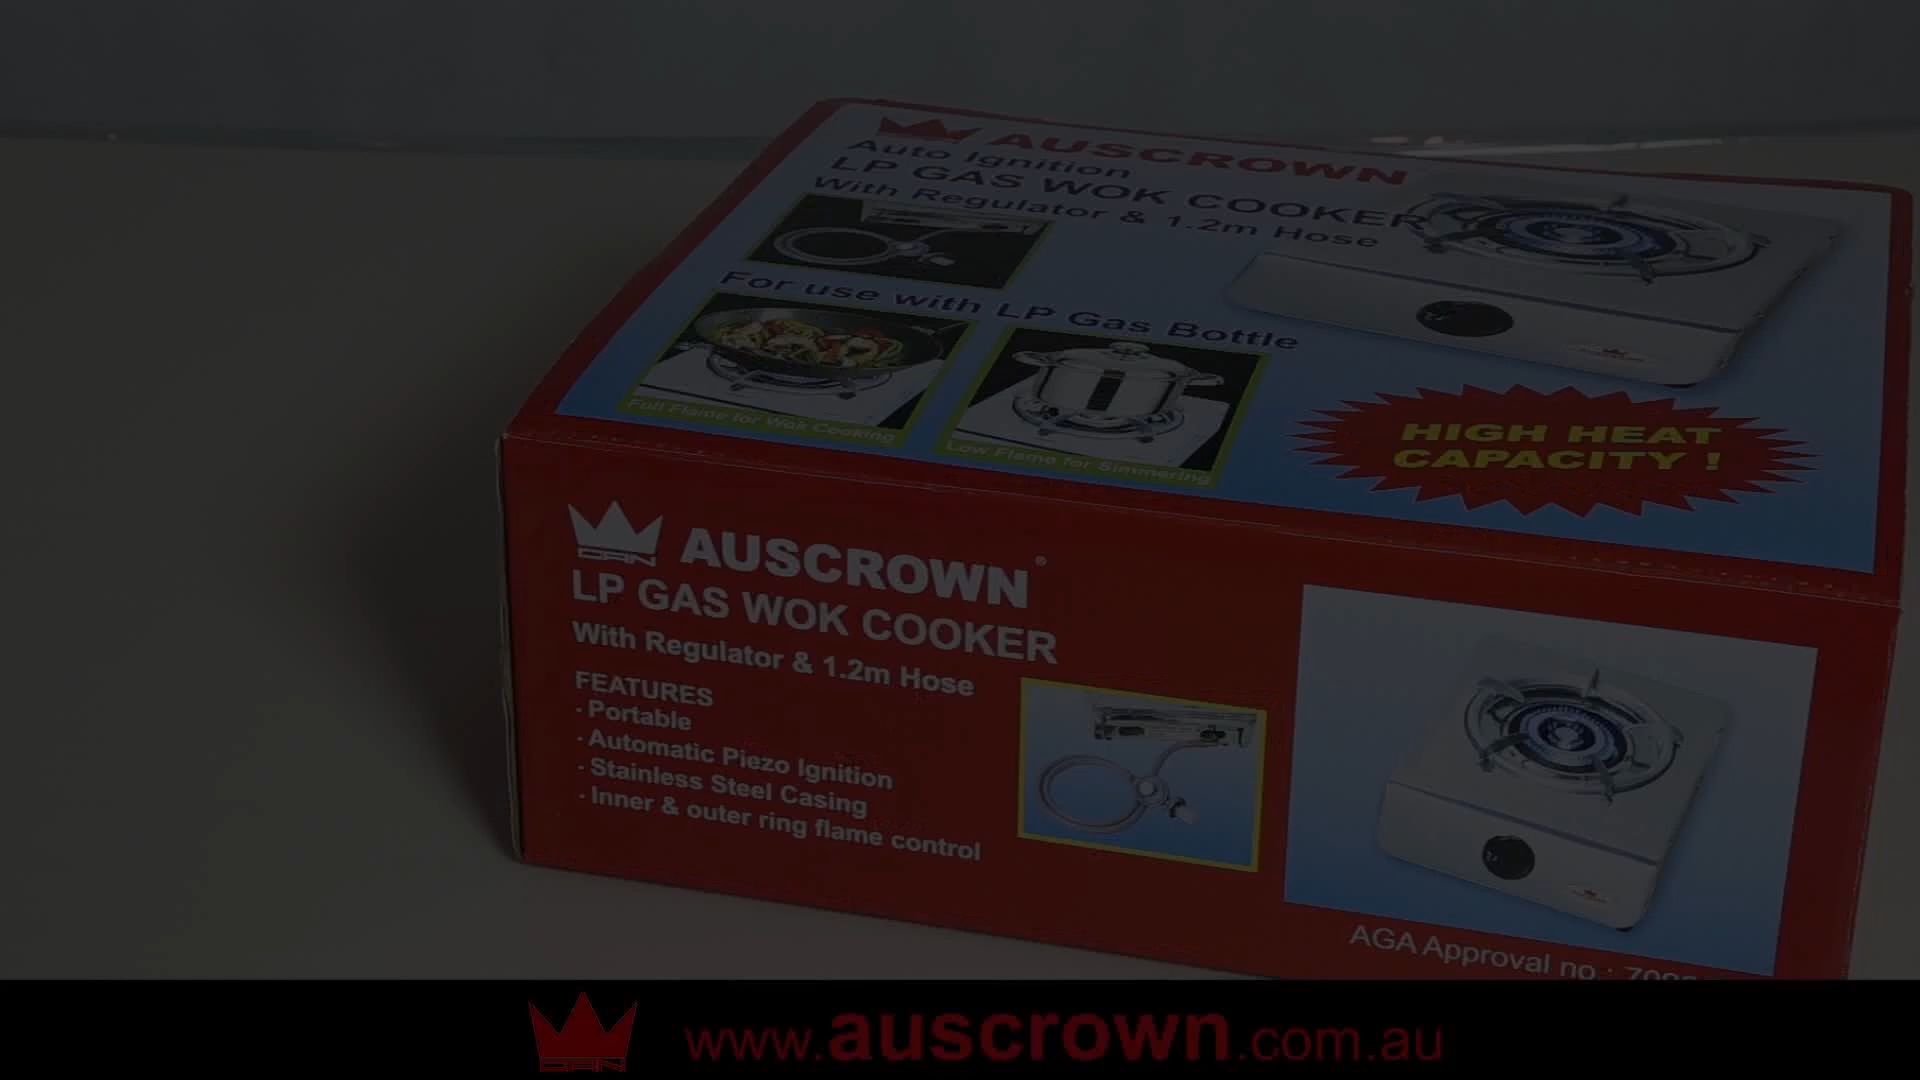 AUSCROWN
Auto Ignition
LP GAS WOK COOKER
With Regulator & 1.2m Hose
For use with LP Gas Bottle
Full Flame for Wok Cooking
Low Flame for Simmering
HIGH HEAT
CAPACITY !
CRN
AUSCROWN®
LP GAS WOK COOKER
With Regulator & 1.2m Hose
FEATURES
· Portable
· Automatic Piezo Ignition
· Stainless Steel Casing
· Inner & outer ring flame control
AGA Approval no.:
CRN
www.auscrown.com.au